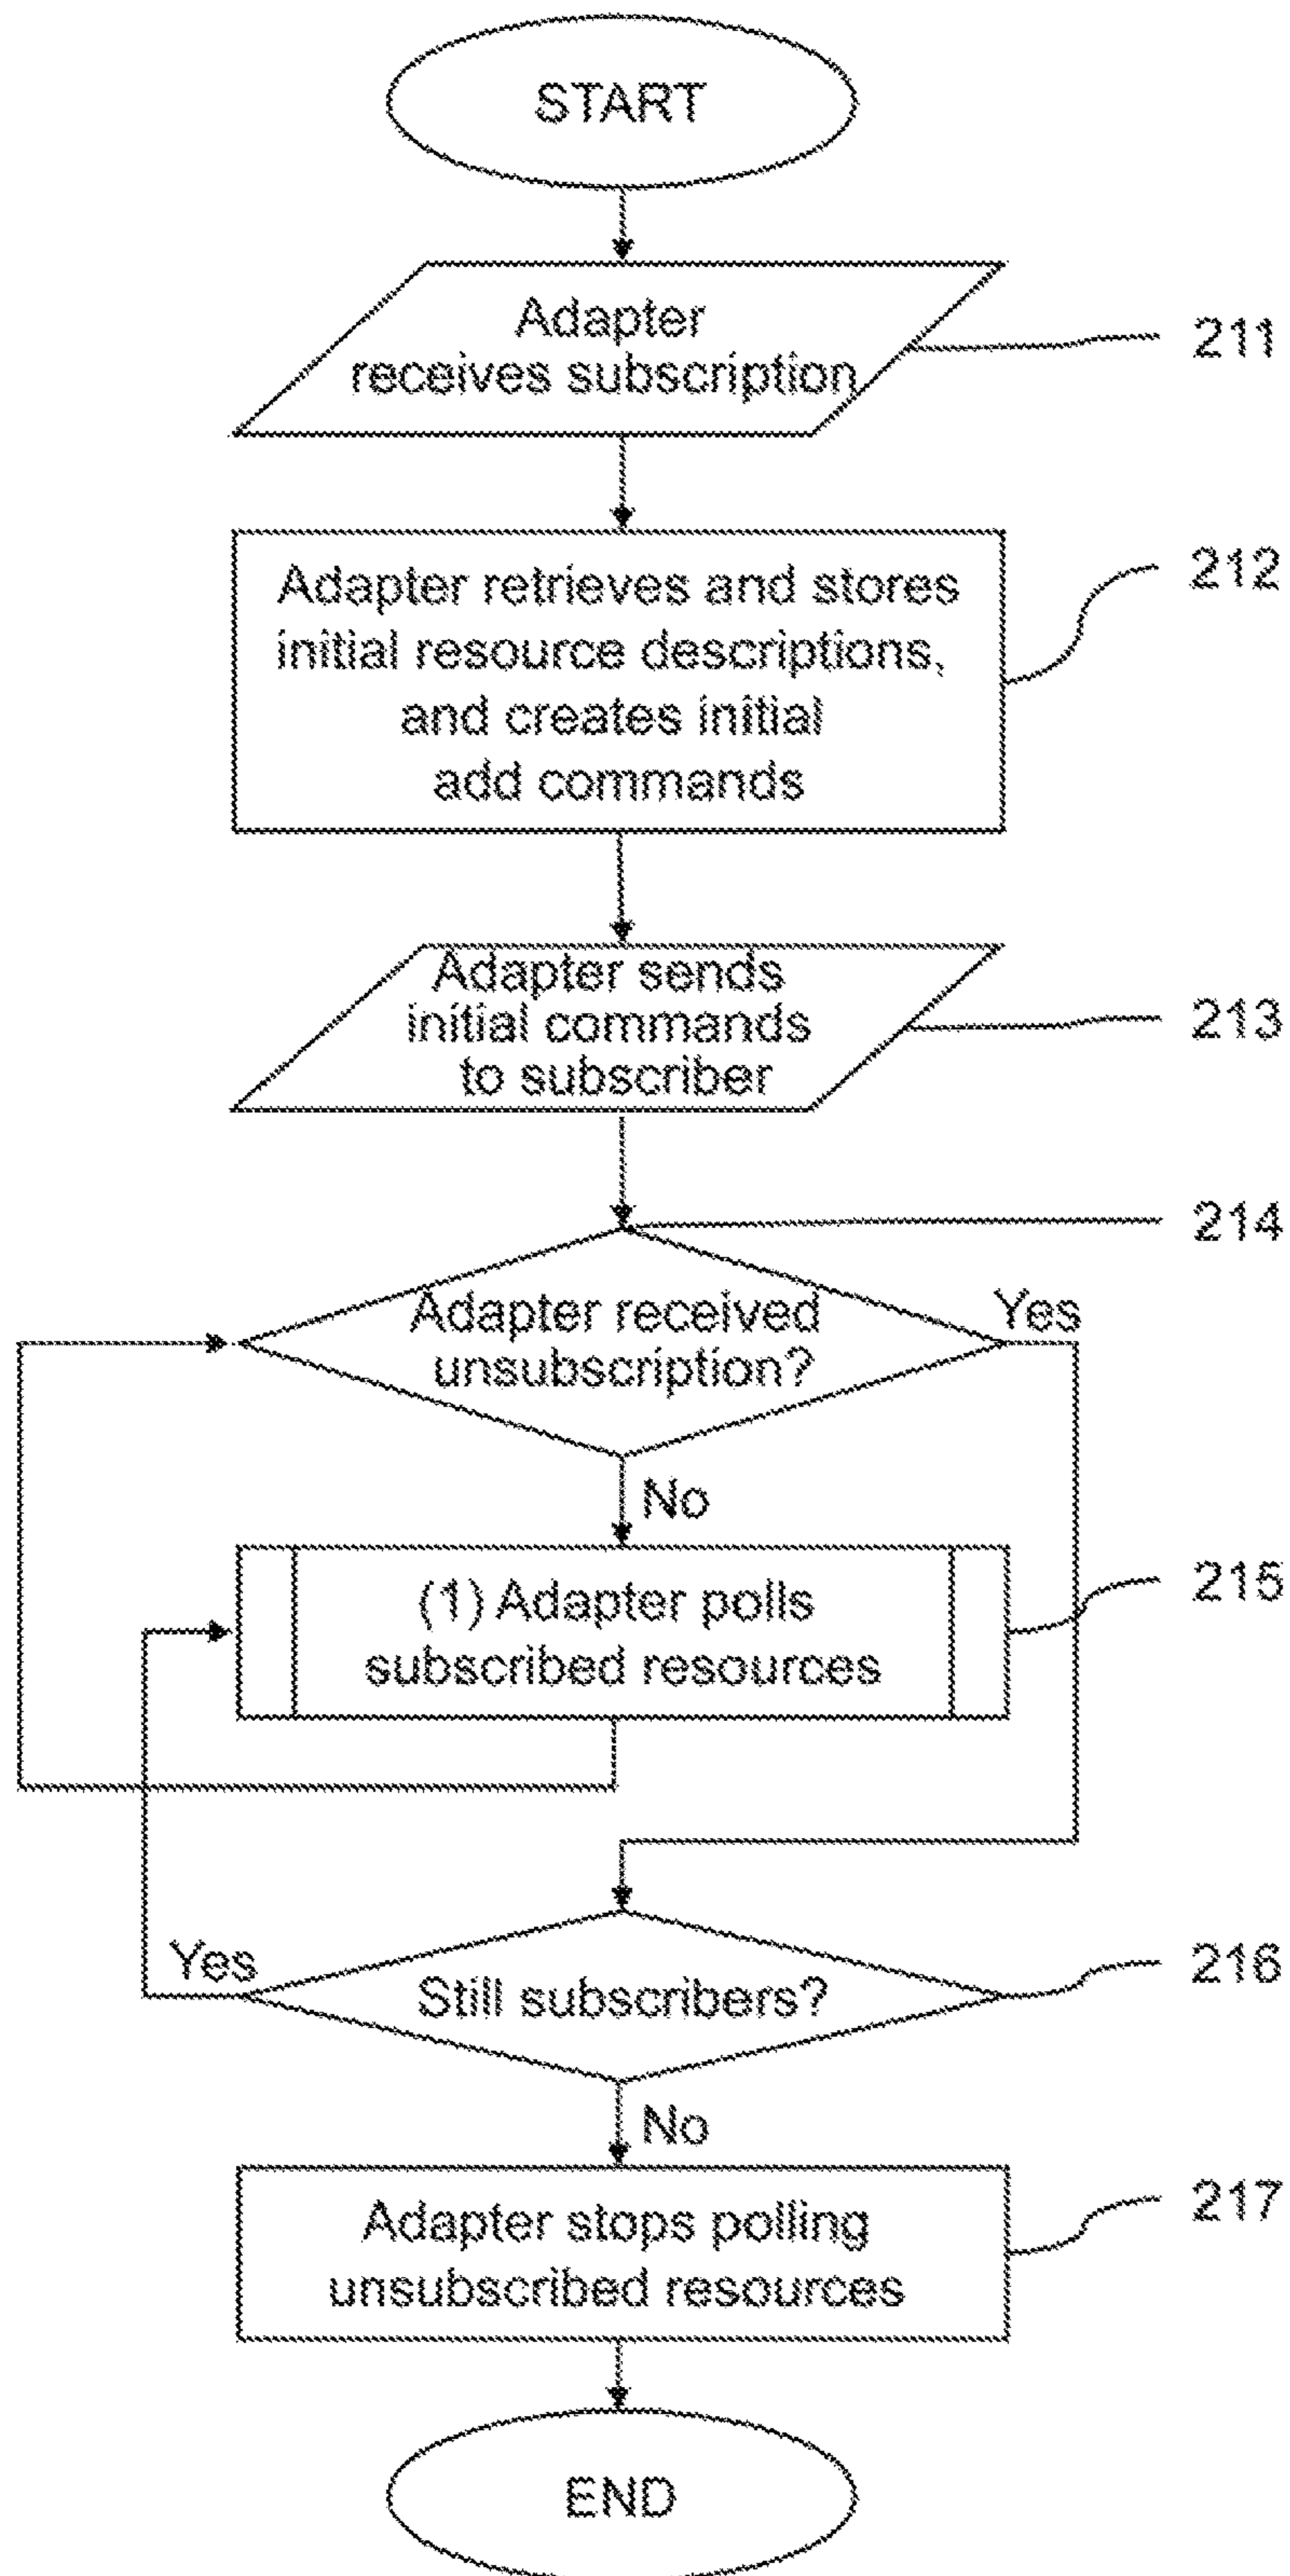 START
Adapter
receives subscription
211
Adapter retrieves and stores
initial resource descriptions,
and creates initial
add commands
212
Adapter sends
initial commands
to subscriber
213
214
Adapter received
unsubscription?
Yes
No
(1) Adapter polls
subscribed resources
215
Yes
Still subscribers?
216
No
Adapter stops polling
unsubscribed resources
217
END